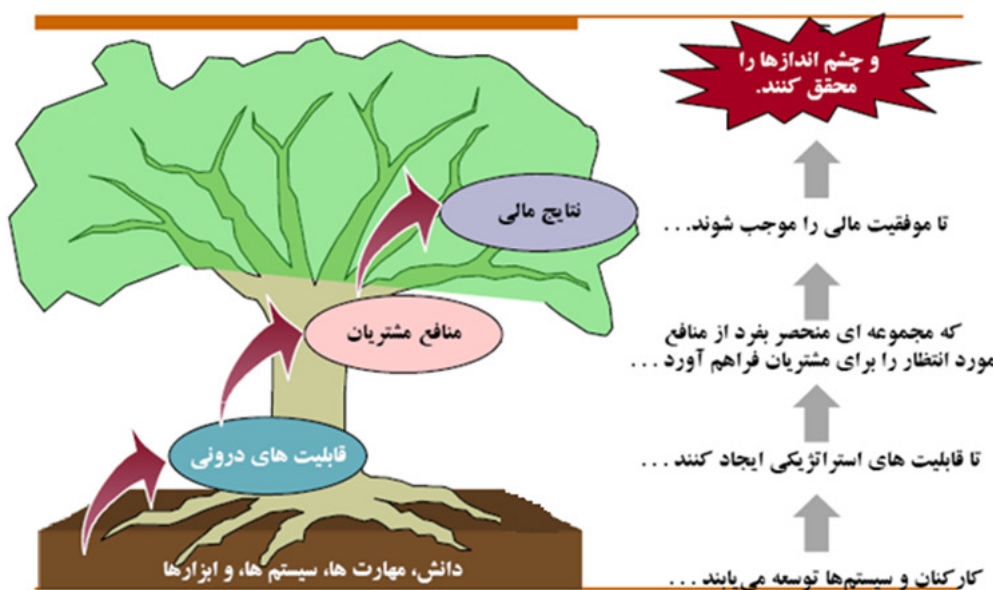 و چشم اندازها را
محقق کنند.
تا موفقیت مالی را موجب شوند...
که مجموعه ای منحصر بفرد از منافع
مورد انتظار را برای مشتریان فراهم آورد...
تا قابلیت های استراتژیکی ایجاد کنند...
کارکنان و سیستم‌ها توسعه می‌یابند...
نتایج مالی
منافع مشتریان
قابلیت های درونی
دانش، مهارت ها، سیستم ها، و ابزارها